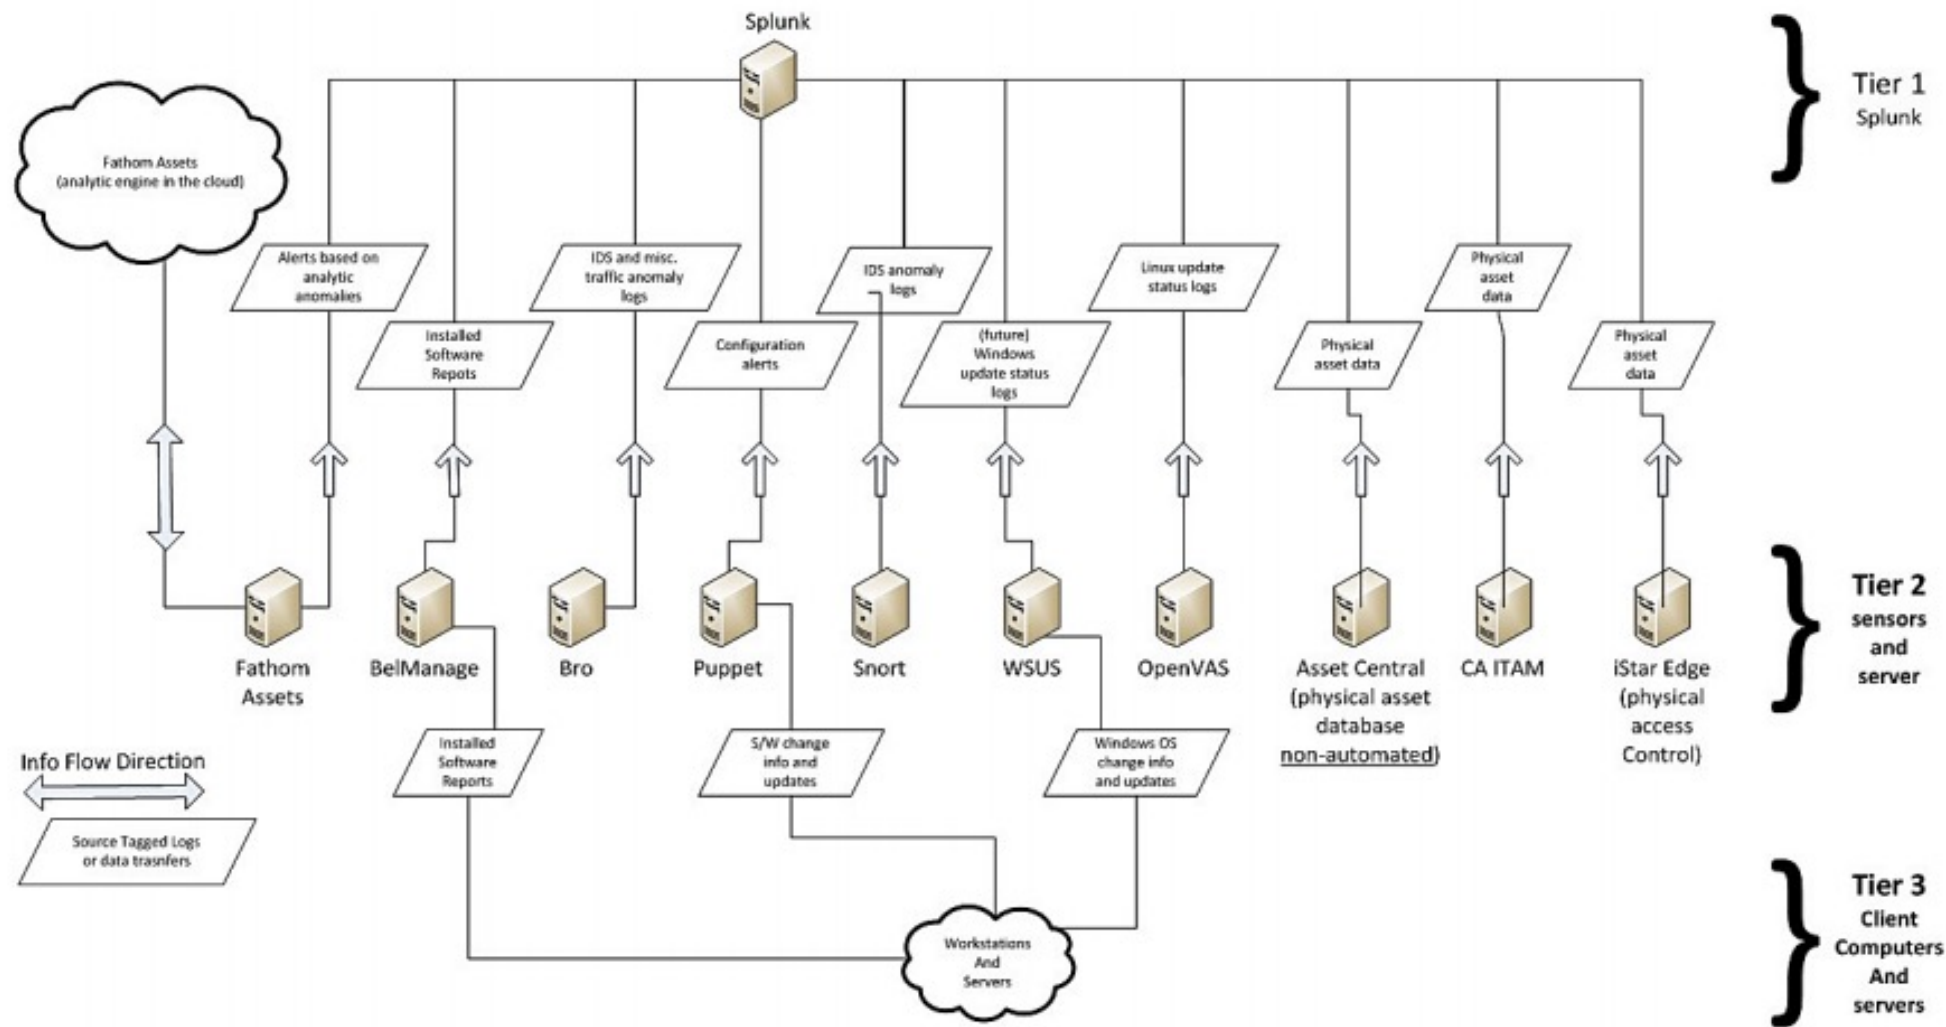 Splunk
Tier 1
Splunk
Fathom Assets
(analytic engine in the cloud)
Alerts based on
analytic
anomalies
IDS and misc.
traffic anomaly
logs
IDS anomaly
logs
Linux update
status logs
Physical
asset
data
Installed
Software
Repots
Configuration
alerts
(future)
Windows
update status
logs
Physical
asset data
Physical
asset
data
Fathom
Assets
BelManage
Bro
Puppet
Snort
WSUS
OpenVAS
Asset Central
(physical asset
database
non-automated)
CA ITAM
iStar Edge
(physical
access
Control)
Tier 2
sensors
and
server
Info Flow Direction
Source Tagged Logs
or data trasnfers
Installed
Software
Reports
S/W change
info and
updates
Windows OS
change info
and updates
Workstations
And
Servers
Tier 3
Client
Computers
And
servers